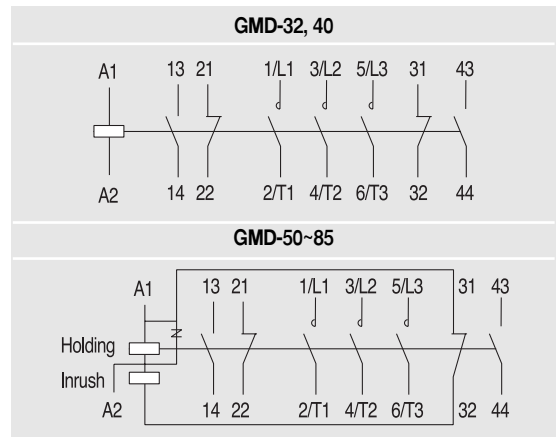 GMD-32, 40
A1 13 21 1/L1 3/L2 5/L3 31 43
A2 14 22 2/T1 4/T2 6/T3 32 44
GMD-50~85
A1 13 21 1/L1 3/L2 5/L3 31 43
Holding
Inrush
A2 14 22 2/T1 4/T2 6/T3 32 44